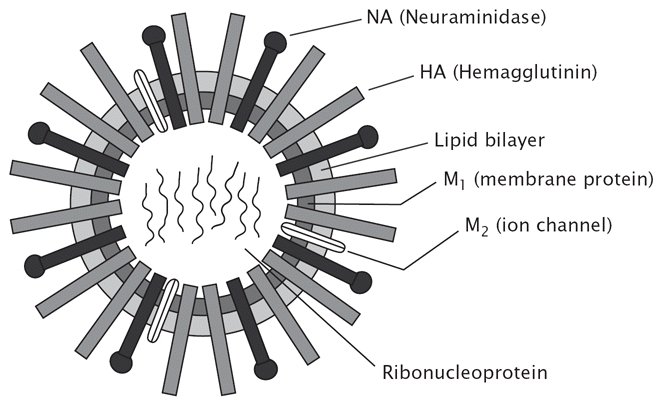 NA (Neuraminidase)
HA (Hemagglutinin)
Lipid bilayer
M₁ (membrane protein)
M₂ (ion channel)
Ribonucleoprotein